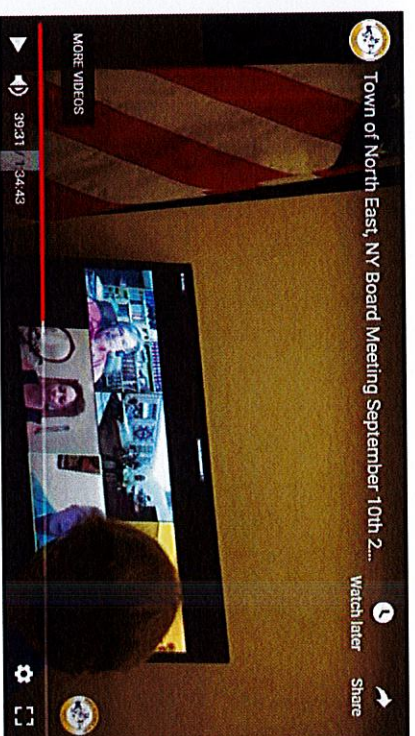 Town of North East, NY Board Meeting September 10th 2...
Watch later
Share
MORE VIDEOS
39:31 / 1:34:43